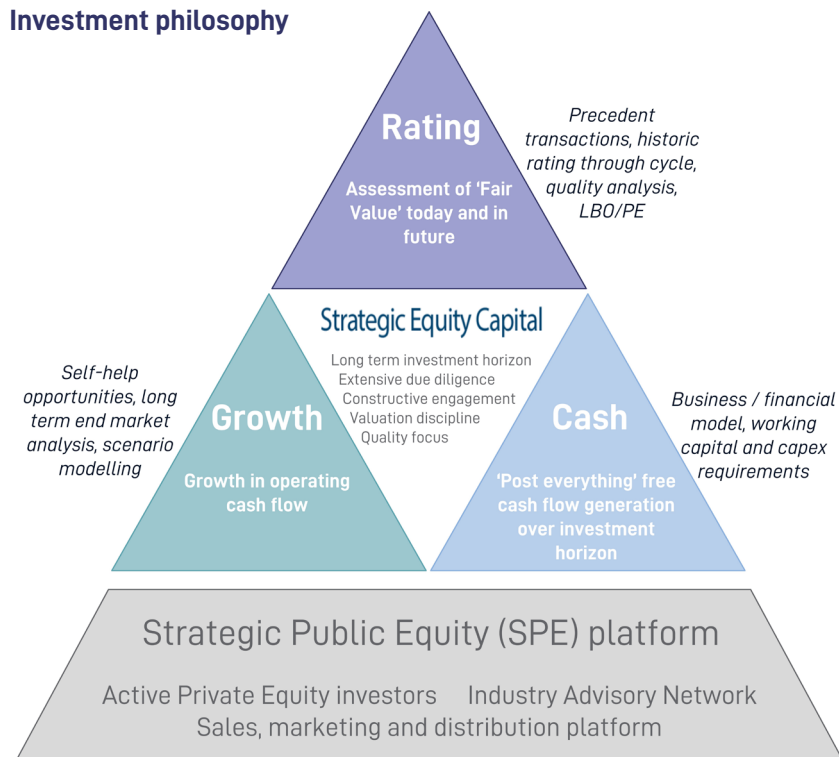 Investment philosophy
Rating
Assessment of ‘Fair
Value’ today and in
future
Precedent
transactions, historic
rating through cycle,
quality analysis,
LBO/PE
Strategic Equity Capital
Long term investment horizon
Extensive due diligence
Constructive engagement
Valuation discipline
Quality focus
Self-help
opportunities, long
term end market
analysis, scenario
modelling
Growth
Growth in operating
cash flow
Cash
‘Post everything’ free
cash flow generation
over investment
horizon
Business / financial
model, working
capital and capex
requirements
Strategic Public Equity (SPE) platform
Active Private Equity investors Industry Advisory Network
Sales, marketing and distribution platform